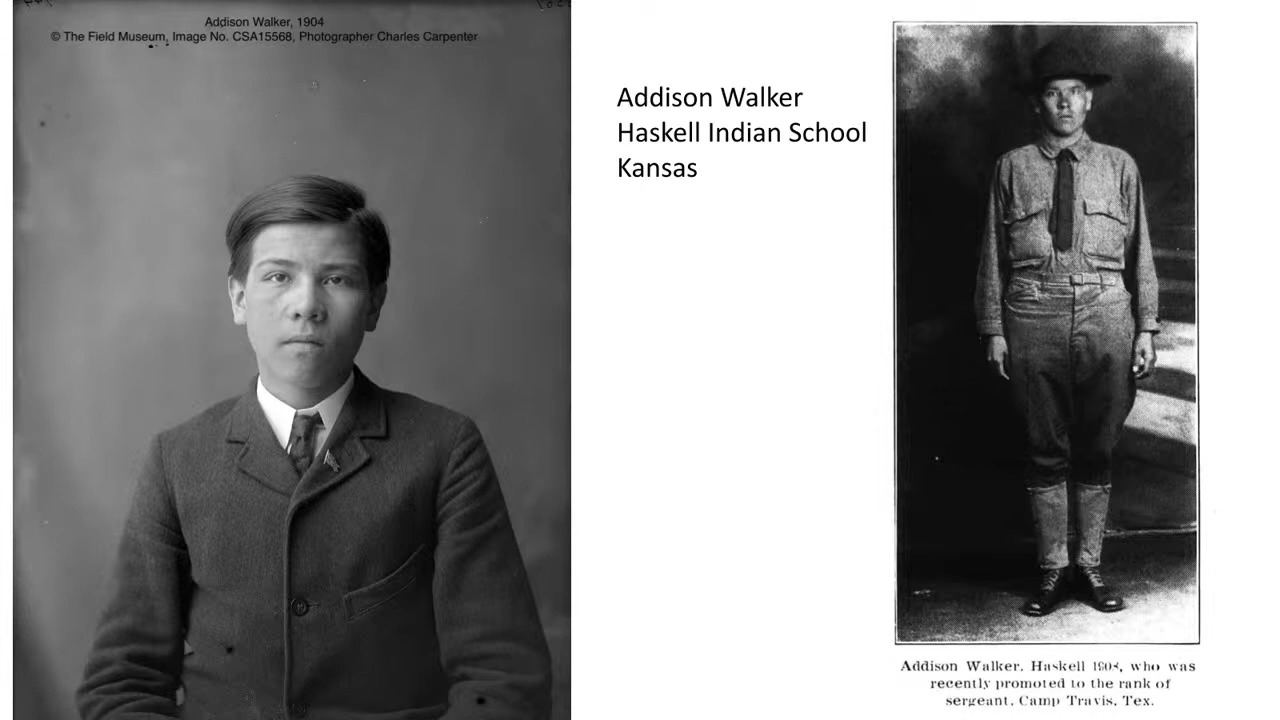 Addison Walker, 1904
© The Field Museum, Image No. CSA15568, Photographer Charles Carpenter
Addison Walker
Haskell Indian School
Kansas
Addison Walker. Haskell 1908, who was
recently promoted to the rank of
sergeant. Camp Travis. Tex.